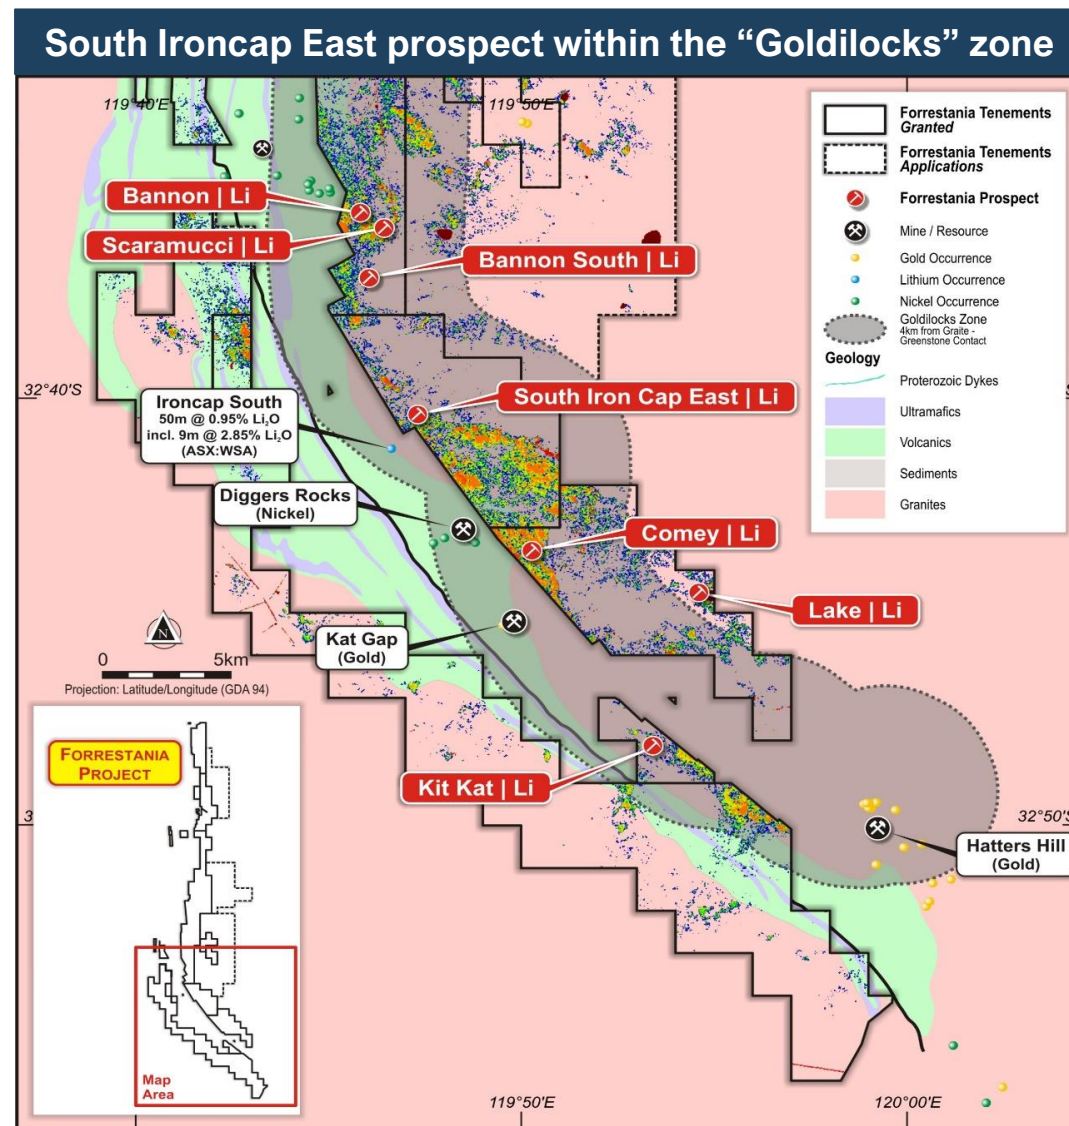 South Ironcap East prospect within the “Goldilocks” zone
119°40'E
119°50'E
Forrestania Tenements
Granted
Forrestania Tenements
Applications
Forrestania Prospect
Mine / Resource
Gold Occurrence
Lithium Occurrence
Nickel Occurrence
Goldilocks Zone
4km from Graite -
Greenstone Contact
Geology
Proterozoic Dykes
Ultramafics
Volcanics
Sediments
Granites
Bannon | Li
Scaramucci | Li
Bannon South | Li
32°40'S
S
Ironcap South
50m @ 0.95% Li₂O
incl. 9m @ 2.85% Li₂O
(ASX:WSA)
South Iron Cap East | Li
Diggers Rocks
(Nickel)
Comey | Li
Lake | Li
Kat Gap
(Gold)
N
0 5km
Projection: Latitude/Longitude (GDA 94)
FORRESTANIA
PROJECT
Kit Kat | Li
3
32°50'S
Hatters Hill
(Gold)
Map
Area
119°50'E
120°00'E